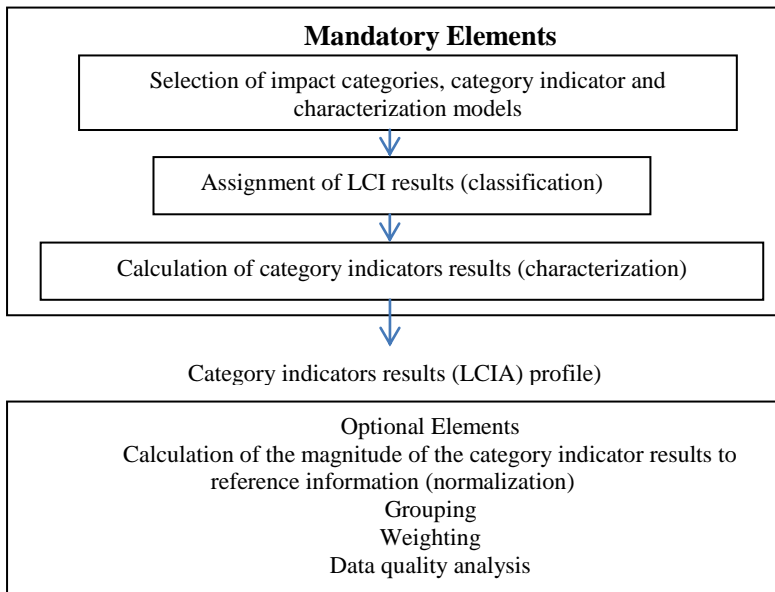 Mandatory Elements
Selection of impact categories, category indicator and
characterization models
Assignment of LCI results (classification)
Calculation of category indicators results (characterization)
Category indicators results (LCIA) profile)
Optional Elements
Calculation of the magnitude of the category indicator results to
reference information (normalization)
Grouping
Weighting
Data quality analysis